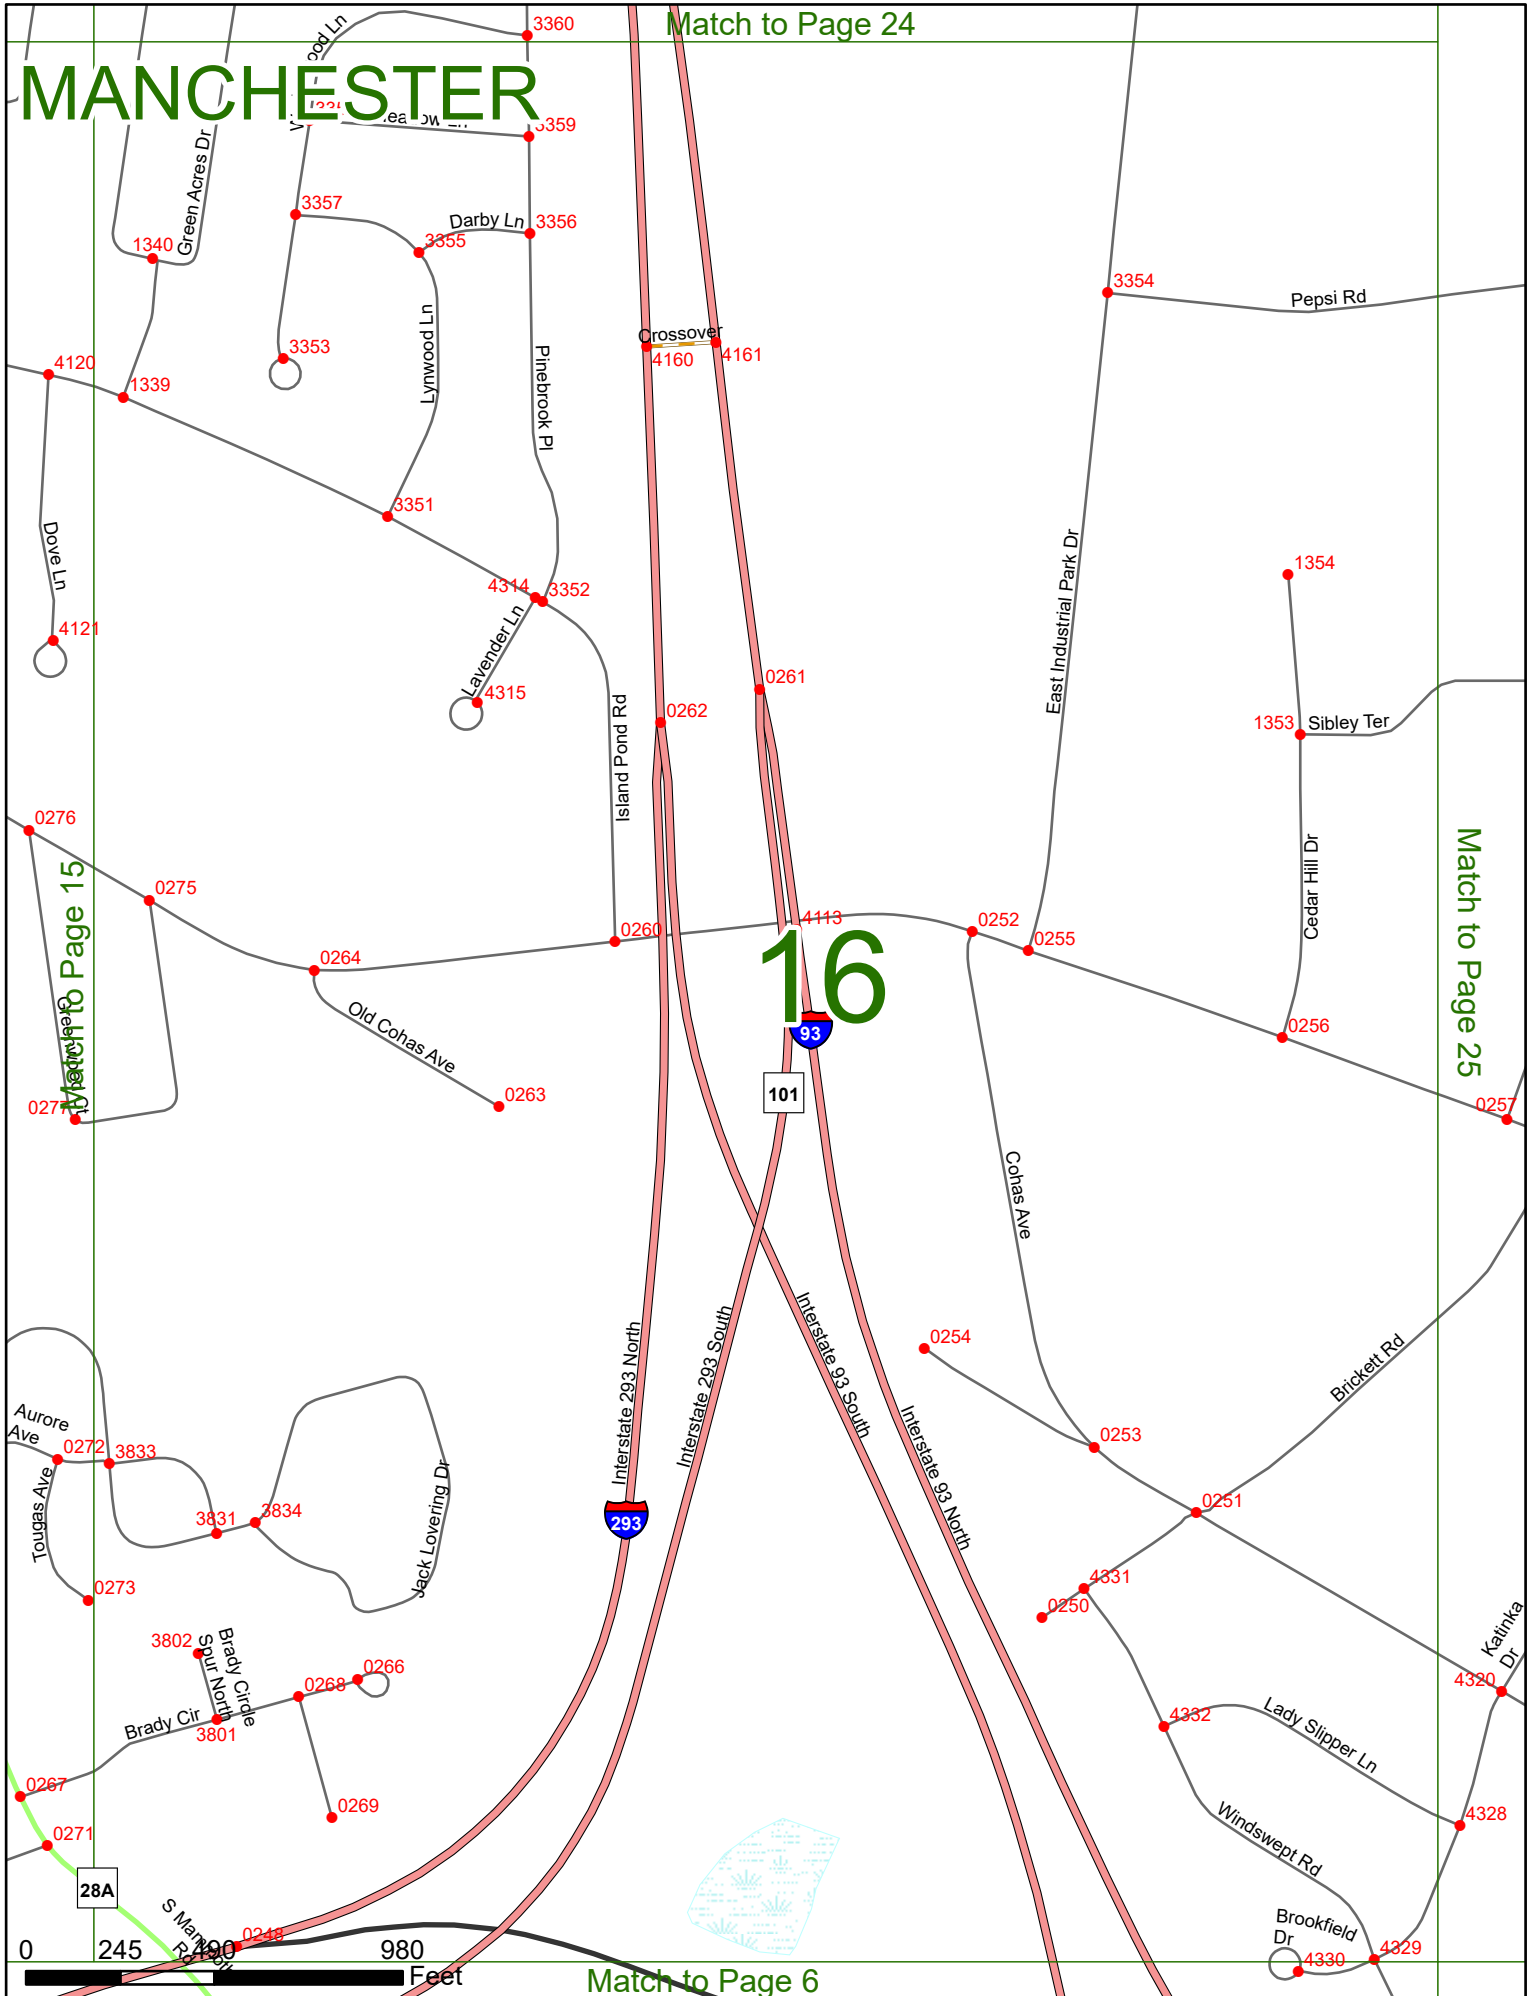 Match to Page 24
3360
MANCHESTER
3359
Green Acres Dr
3357
Darby Ln
3356
3355
1340
3354
Pepsi Rd
Crossover
4160
4161
3353
4120
1339
Lynwood Ln
Pinebrook Pl
3351
Dove Ln
4314
3352
East Industrial Park Dr
1354
4121
Lavender Ln
4315
0261
0262
1353
Sibley Ter
Island Pond Rd
0276
Match to Page 15
0275
Cedar Hill Dr
Match to Page 25
0260
4113
0252
0255
0264
16
Old Cohas Ave
93
0256
101
0263
0277
0257
Cohas Ave
Interstate 293 North
Interstate 293 South
Interstate 93 South
Interstate 93 North
0254
Brickett Rd
Aurore
Ave
0272
3833
0253
Tougas Ave
3831
3834
Jack Lovering Dr
293
0251
0273
4331
0250
Katinka
Dr
3802
Brady Circle
Spur North
0266
0268
4320
Brady Cir
3801
4332
Lady Slipper Ln
0267
0269
4328
0271
Windswept Rd
28A
S Mammoth
Rd
0248
Brookfield
Dr
4329
4330
0 245 490 980
Feet
Match to Page 6